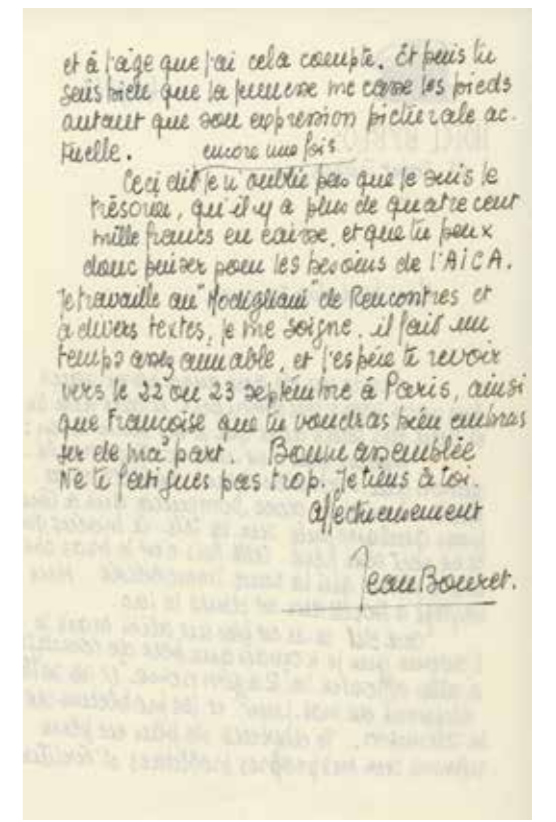 et à l'age que j'ai cela compte. Et puis tu
sais bien que la jeunesse me casse les pieds
autant que son expression picturale ac-
tuelle. encore une fois
Ceci dit je n'oublie pas que je suis le
trésorier, qu'il y a plus de quatre cent
mille francs en caisse, et que tu peux
donc puiser pour les besoins de l'AICA.
Je travaille au "Modigliani" de Rencontres et
à divers textes, je me soigne, il fait un
temps assez aimable, et j'espère te revoir
vers le 22 ou 23 septembre à Paris, ainsi
que Françoise que tu voudras bien embras
ser de ma part. Bonne assemblée
Ne te fatigues pas trop. Je tiens à toi.
affectueusement
Jean Bouret.